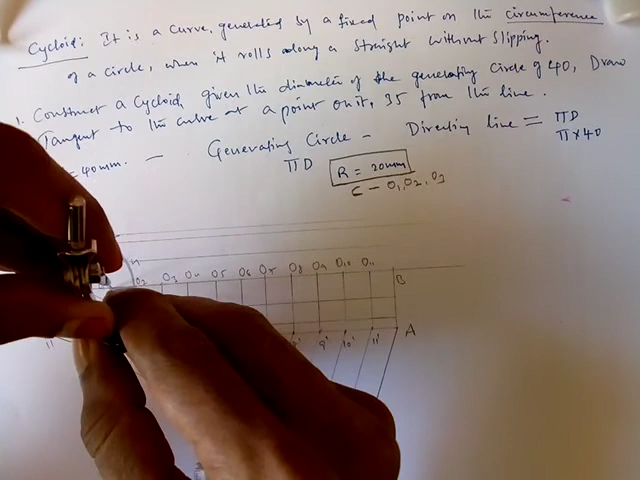 Cycloid: It is a curve, generated by a fixed point on the circumference
of a circle, when it rolls along a straight without slipping.
1. Construct a cycloid, given the diameter of the generating circle of 40, Draw
Tangent to the curve at a point on it, 35 from the line.
=40mm. — Generating Circle - Directing line = πD
πD π×40
R = 20mm
C - O1, O2, O3
O2 O3 O4 O5 O6 O7 O8 O9 O10 O11 B
9' 10' 11' A
11